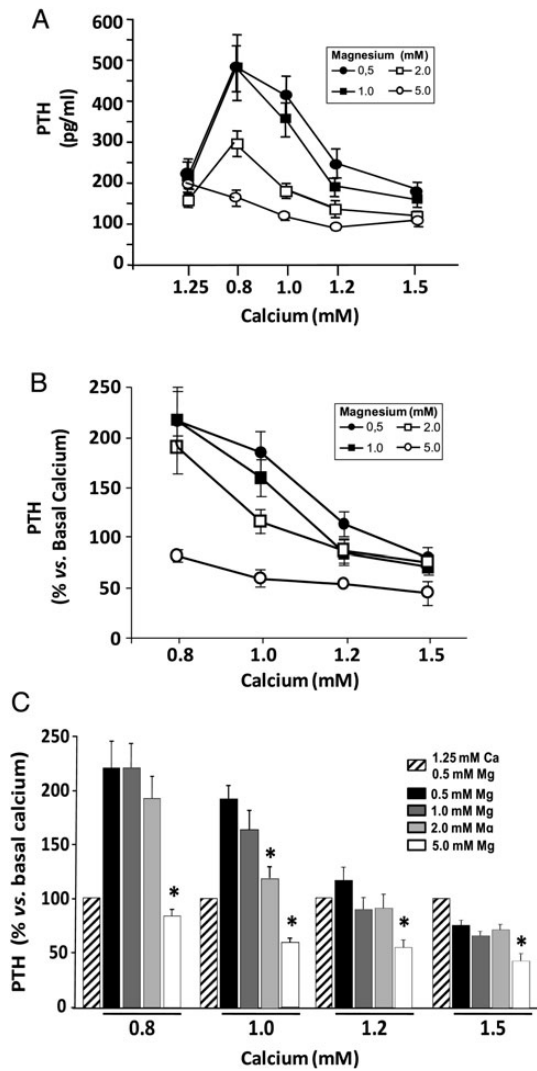 A
600
500
400
300
200
100
0
PTH
(pg/ml)
Magnesium (mM)
0,5 2.0
1.0 5.0
1.25 0.8 1.0 1.2 1.5
Calcium (mM)
B
250
200
150
100
50
0
PTH
(% vs. Basal Calcium)
Magnesium (mM)
0,5 2.0
1.0 5.0
0.8 1.0 1.2 1.5
Calcium (mM)
C
250
200
150
100
50
0
PTH (% vs. basal calcium)
1.25 mM Ca
0.5 mM Mg
0.5 mM Mg
1.0 mM Mg
2.0 mM Mg
5.0 mM Mg
*
*
*
*
*
0.8 1.0 1.2 1.5
Calcium (mM)